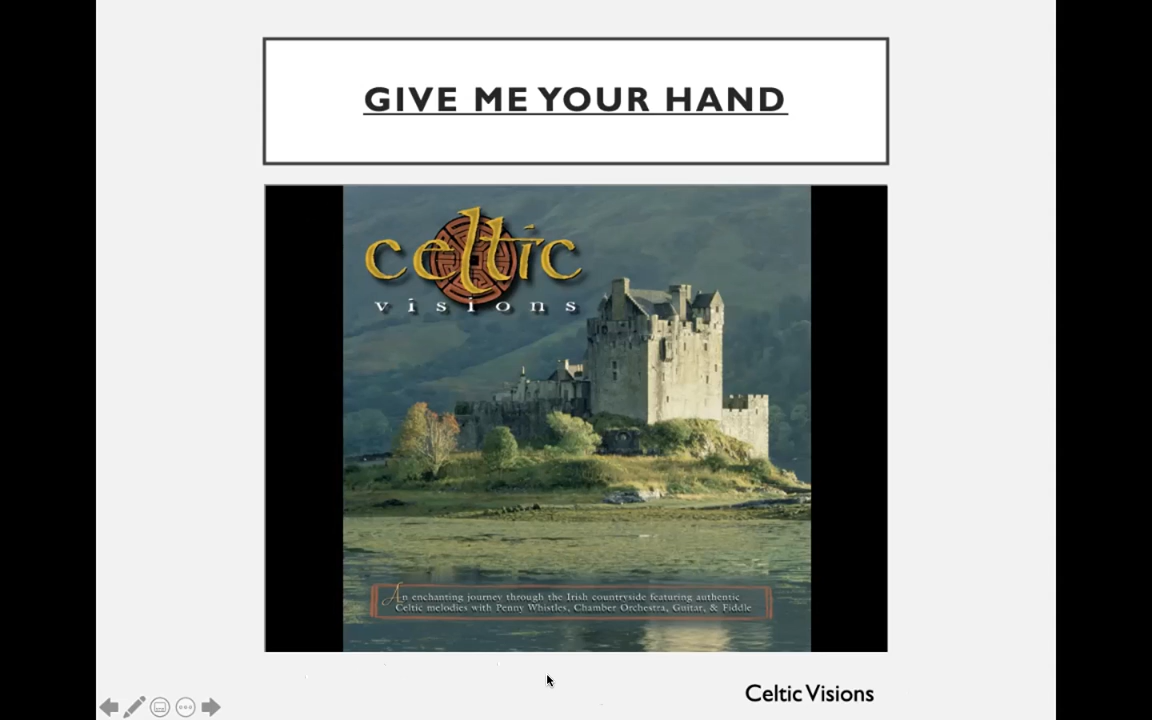 GIVE ME YOUR HAND
celtic
visions
An enchanting journey through the Irish countryside featuring authentic
Celtic melodies with Penny Whistles, Chamber Orchestra, Guitar, & Fiddle
Celtic Visions